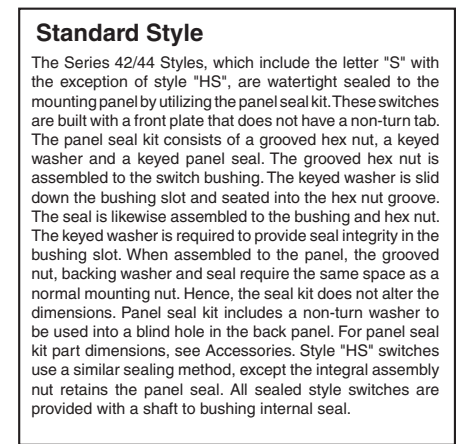 Standard Style
The Series 42/44 Styles, which include the letter "S" with
the exception of style "HS", are watertight sealed to the
mounting panel by utilizing the panel seal kit. These switches
are built with a front plate that does not have a non-turn tab.
The panel seal kit consists of a grooved hex nut, a keyed
washer and a keyed panel seal. The grooved hex nut is
assembled to the switch bushing. The keyed washer is slid
down the bushing slot and seated into the hex nut groove.
The seal is likewise assembled to the bushing and hex nut.
The keyed washer is required to provide seal integrity in the
bushing slot. When assembled to the panel, the grooved
nut, backing washer and seal require the same space as a
normal mounting nut. Hence, the seal kit does not alter the
dimensions. Panel seal kit includes a non-turn washer to
be used into a blind hole in the back panel. For panel seal
kit part dimensions, see Accessories. Style "HS" switches
use a similar sealing method, except the integral assembly
nut retains the panel seal. All sealed style switches are
provided with a shaft to bushing internal seal.